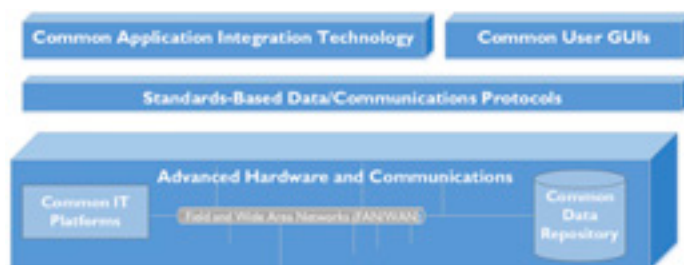 Common Application Integration Technology
Common User GUIs
Standards-Based Data/Communications Protocols
Advanced Hardware and Communications
Common IT
Platforms
Field and Wide Area Networks (FAN/WAN)
Common
Data
Repository